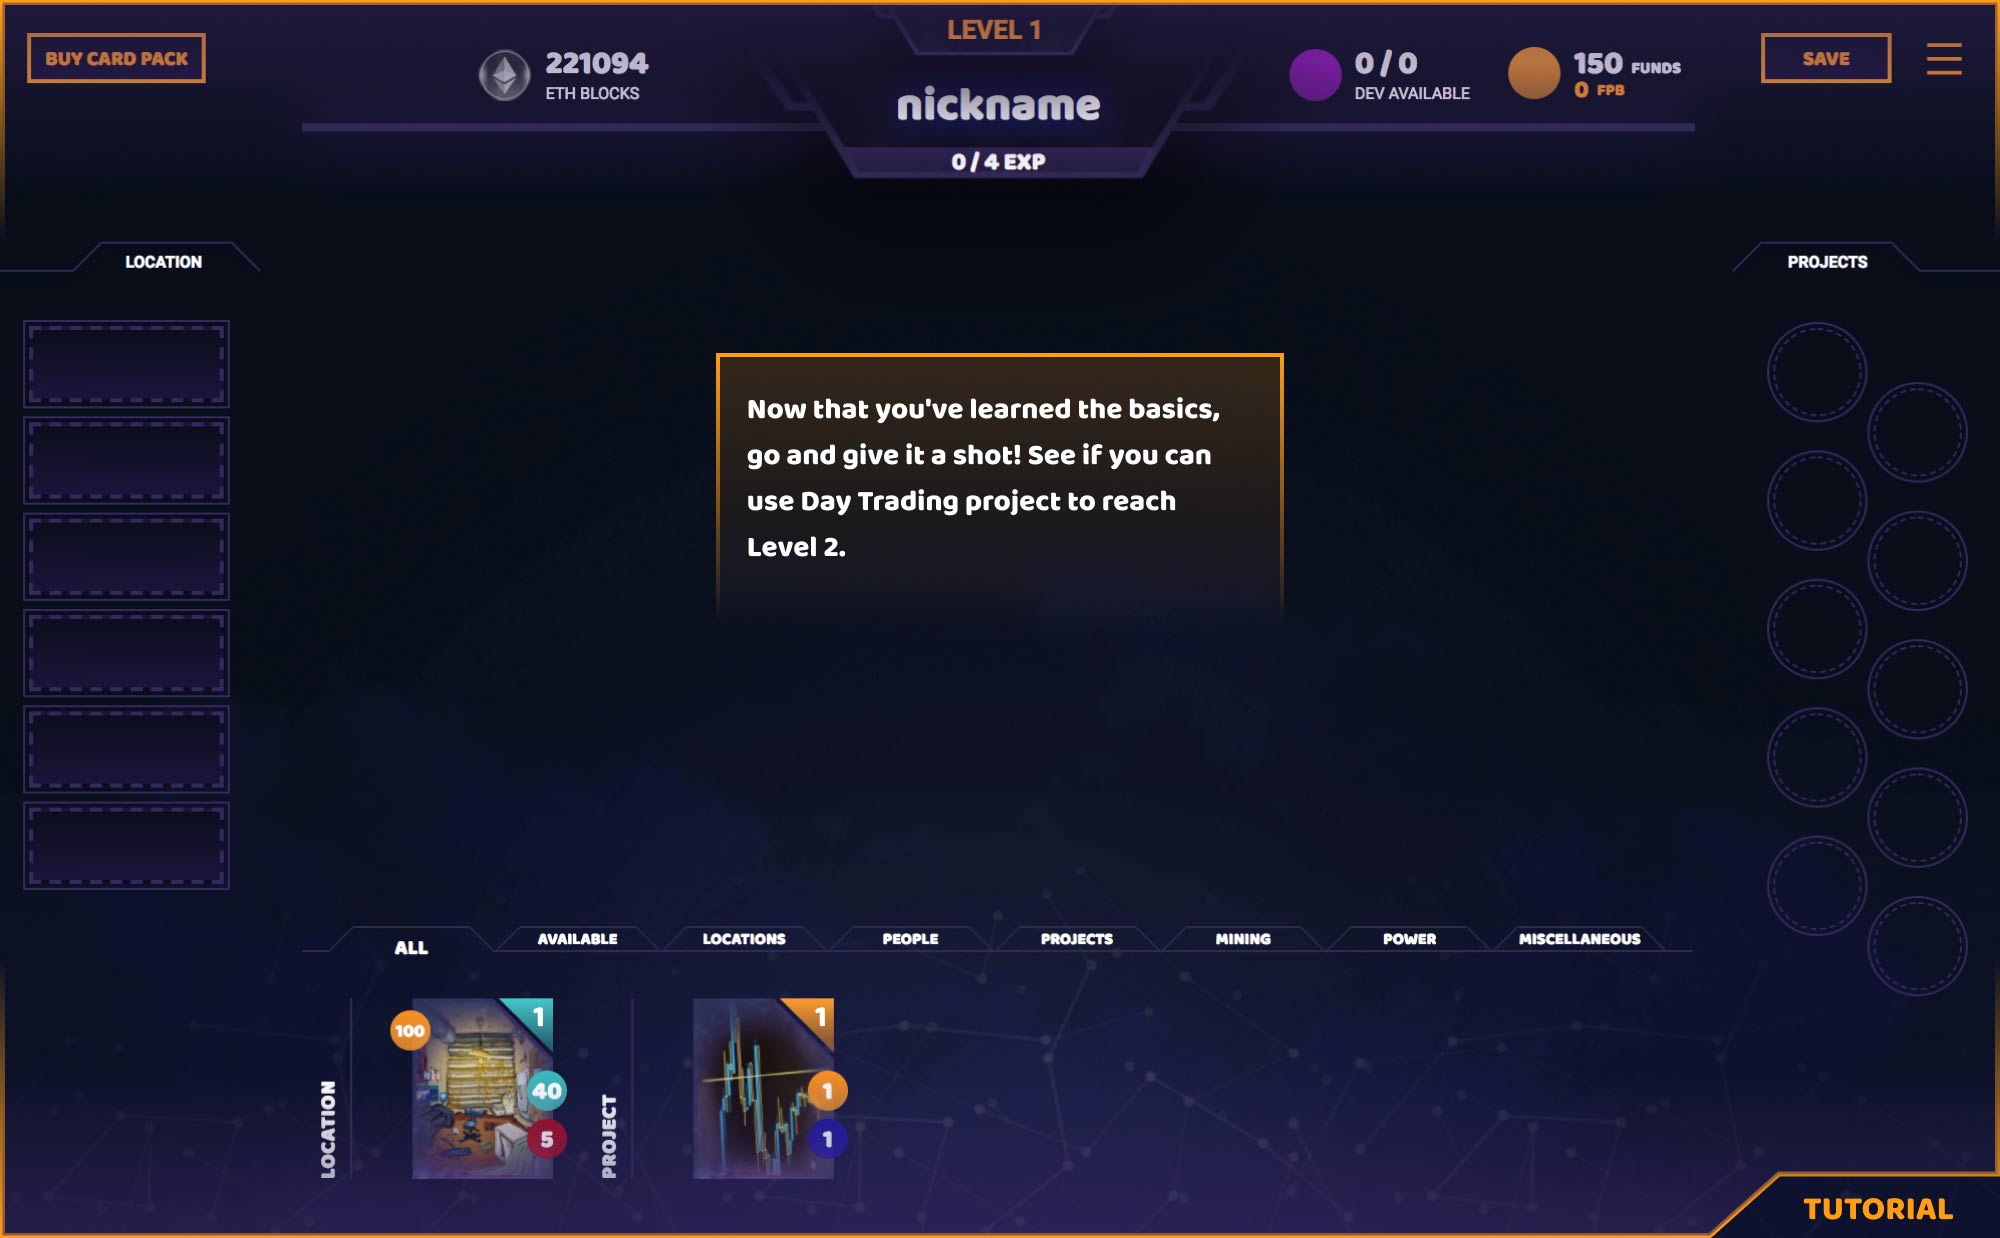 BUY CARD PACK
221094
ETH BLOCKS
LEVEL 1
nickname
0 / 4 EXP
0 / 0
DEV AVAILABLE
150 FUNDS
0 FPB
SAVE
LOCATION
PROJECTS
Now that you've learned the basics,
go and give it a shot! See if you can
use Day Trading project to reach
Level 2.
ALL
AVAILABLE
LOCATIONS
PEOPLE
PROJECTS
MINING
POWER
MISCELLANEOUS
LOCATION
100
1
40
5
PROJECT
1
1
1
TUTORIAL